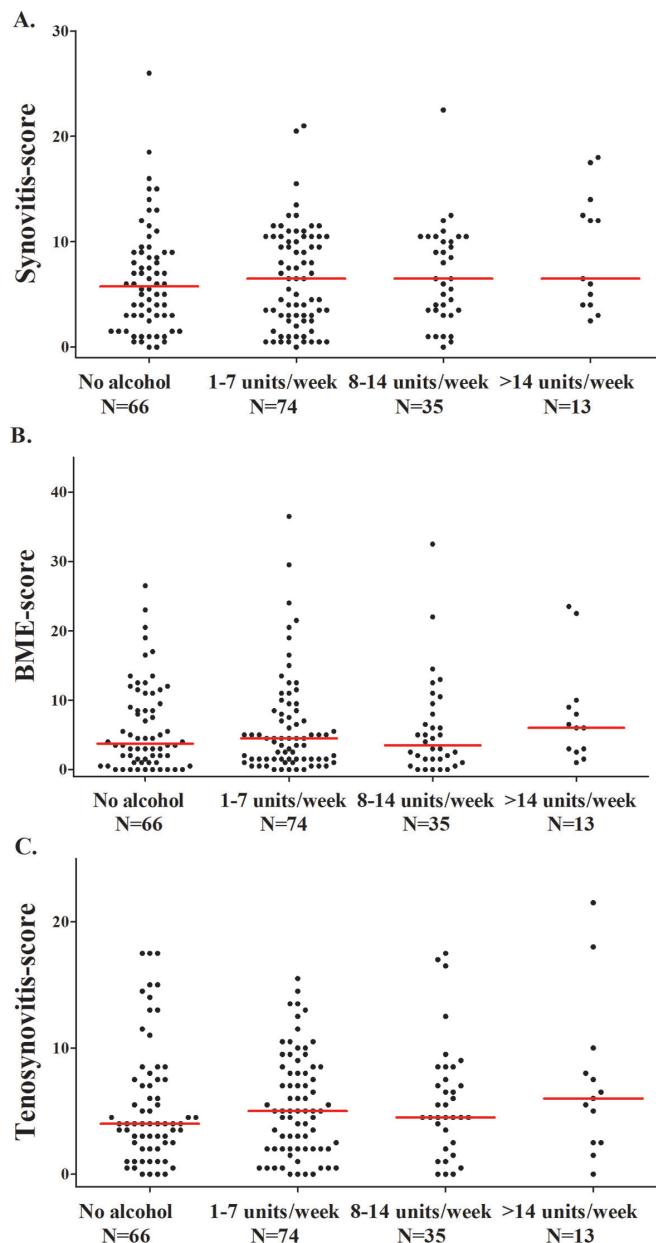 A.
Synovitis-score
30
20
10
0
No alcohol 1-7 units/week 8-14 units/week >14 units/week
N=66 N=74 N=35 N=13
B.
BME-score
40
30
20
10
0
No alcohol 1-7 units/week 8-14 units/week >14 units/week
N=66 N=74 N=35 N=13
C.
Tenosynovitis-score
20
10
0
No alcohol 1-7 units/week 8-14 units/week >14 units/week
N=66 N=74 N=35 N=13